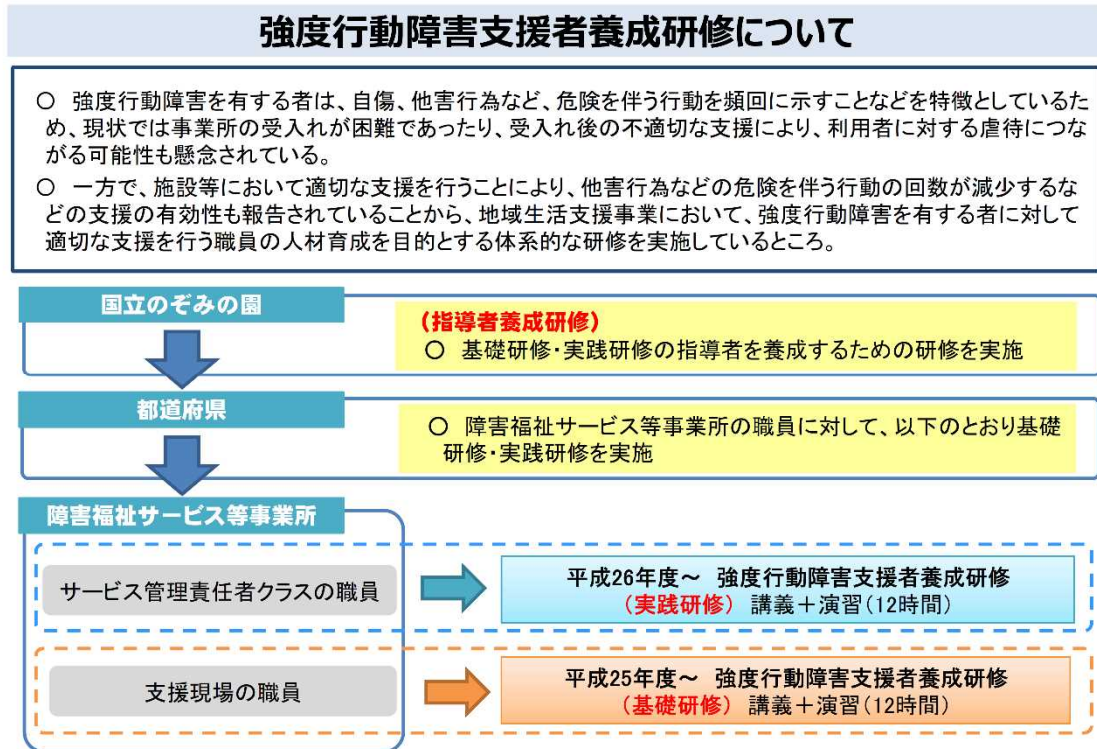 強度行動障害支援者養成研修について
○ 強度行動障害を有する者は、自傷、他害行為など、危険を伴う行動を頻回に示すことなどを特徴としているた
め、現状では事業所の受入れが困難であったり、受入れ後の不適切な支援により、利用者に対する虐待につな
がる可能性も懸念されている。
○ 一方で、施設等において適切な支援を行うことにより、他害行為などの危険を伴う行動の回数が減少するな
どの支援の有効性も報告されていることから、地域生活支援事業において、強度行動障害を有する者に対して
適切な支援を行う職員の人材育成を目的とする体系的な研修を実施しているところ。
国立のぞみの園
(指導者養成研修)
○ 基礎研修・実践研修の指導者を養成するための研修を実施
都道府県
○ 障害福祉サービス等事業所の職員に対して、以下のとおり基礎
研修・実践研修を実施
障害福祉サービス等事業所
サービス管理責任者クラスの職員
平成26年度~ 強度行動障害支援者養成研修
(実践研修) 講義+演習(12時間)
支援現場の職員
平成25年度~ 強度行動障害支援者養成研修
(基礎研修) 講義+演習(12時間)